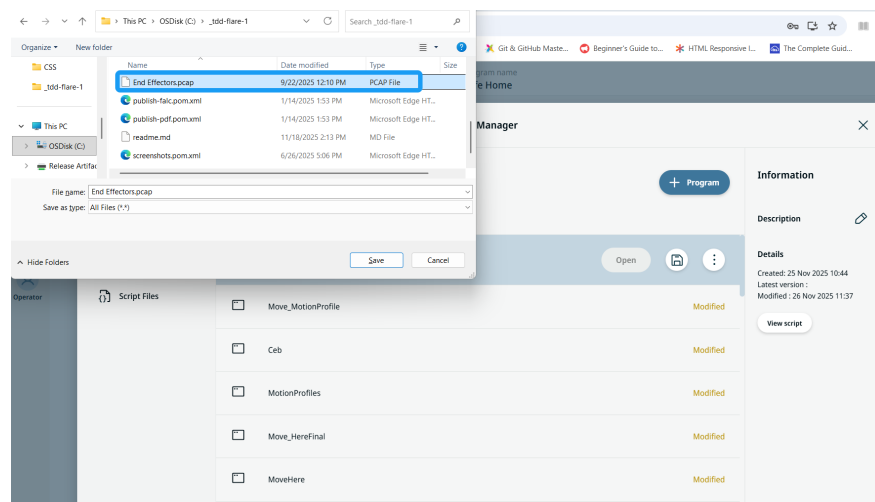 This PC > OSDisk (C:) > _tdd-flare-1
Search _tdd-flare-1
Organize
New folder
CSS
_tdd-flare-1
This PC
OSDisk (C:)
Release Artifac
Name
Date modified
Type
Size
End Effectors.pcap
9/22/2025 12:10 PM
PCAP File
publish-falc.pom.xml
1/14/2025 1:53 PM
Microsoft Edge HT...
publish-pdf.pom.xml
1/14/2025 1:53 PM
Microsoft Edge HT...
readme.md
11/18/2025 2:13 PM
MD File
screenshots.pom.xml
6/26/2025 5:06 PM
Microsoft Edge HT...
File name: End Effectors.pcap
Save as type: All Files (*.*)
Hide Folders
Save
Cancel
Git & GitHub Maste...
Beginner's Guide to...
HTML Responsive I...
The Complete Guid...
gram name
fe Home
Manager
+ Program
Open
Information
Description
Details
Created: 25 Nov 2025 10:44
Latest version :
Modified : 26 Nov 2025 11:37
View script
Operator
Script Files
Move_MotionProfile
Modified
Ceb
Modified
MotionProfiles
Modified
Move_HereFinal
Modified
MoveHere
Modified